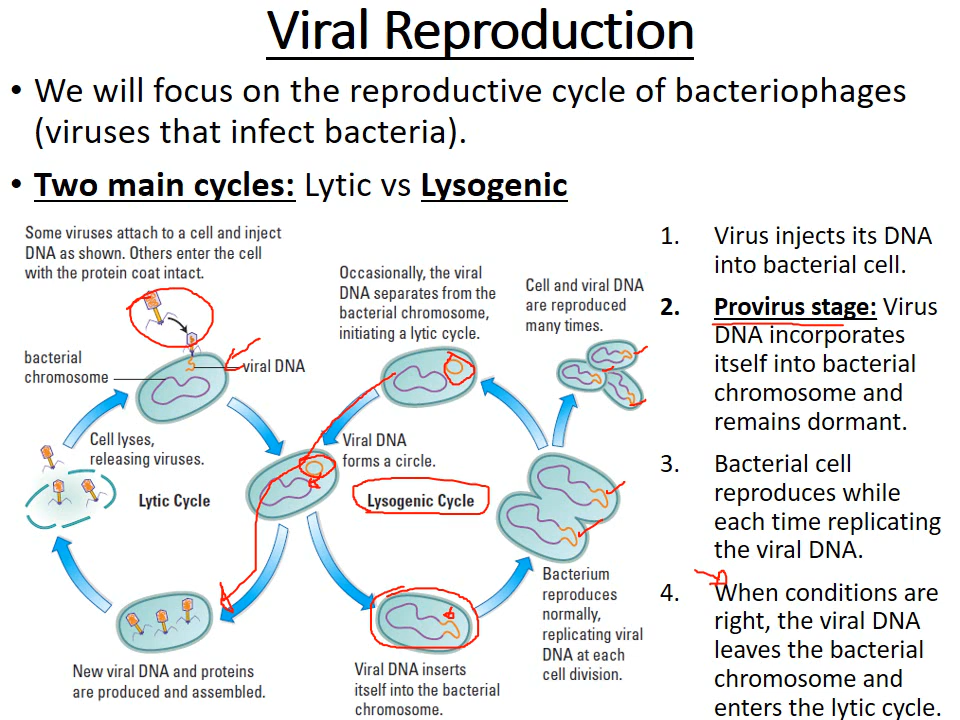 Viral Reproduction
• We will focus on the reproductive cycle of bacteriophages
(viruses that infect bacteria).
• Two main cycles: Lytic vs Lysogenic
Some viruses attach to a cell and inject
DNA as shown. Others enter the cell
with the protein coat intact.
bacterial
chromosome
viral DNA
Occasionally, the viral
DNA separates from the
bacterial chromosome,
initiating a lytic cycle.
Cell and viral DNA
are reproduced
many times.
Cell lyses,
releasing viruses.
Lytic Cycle
Viral DNA
forms a circle.
Lysogenic Cycle
New viral DNA and proteins
are produced and assembled.
Viral DNA inserts
itself into the bacterial
chromosome.
Bacterium
reproduces
normally,
replicating viral
DNA at each
cell division.
1. Virus injects its DNA
into bacterial cell.
2. Provirus stage: Virus
DNA incorporates
itself into bacterial
chromosome and
remains dormant.
3. Bacterial cell
reproduces while
each time replicating
the viral DNA.
4. When conditions are
right, the viral DNA
leaves the bacterial
chromosome and
enters the lytic cycle.